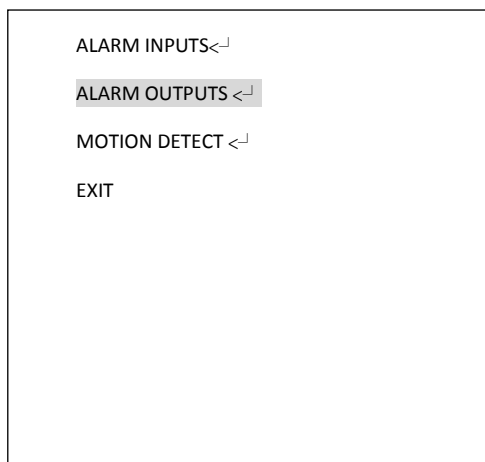 ALARM INPUTS<┘
ALARM OUTPUTS <┘
MOTION DETECT <┘
EXIT